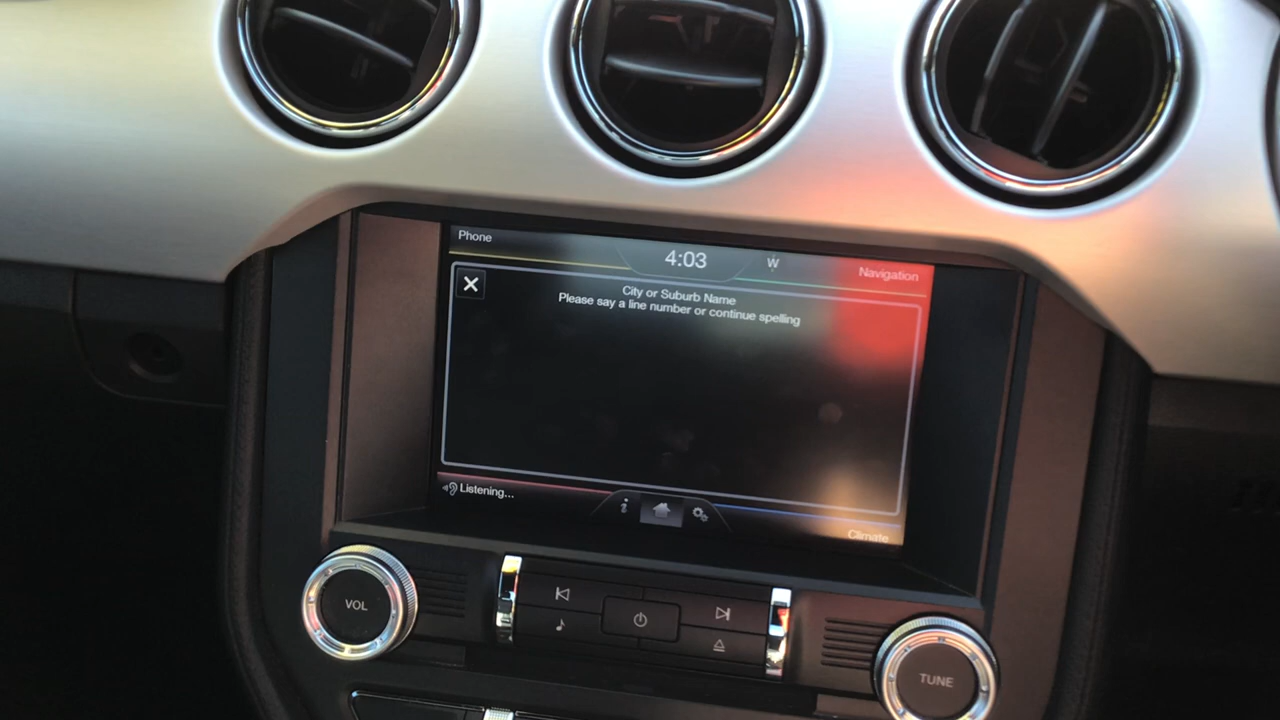 Phone
4:03
W
Navigation
City or Suburb Name
Please say a line number or continue spelling
Listening...
Climate
VOL
TUNE